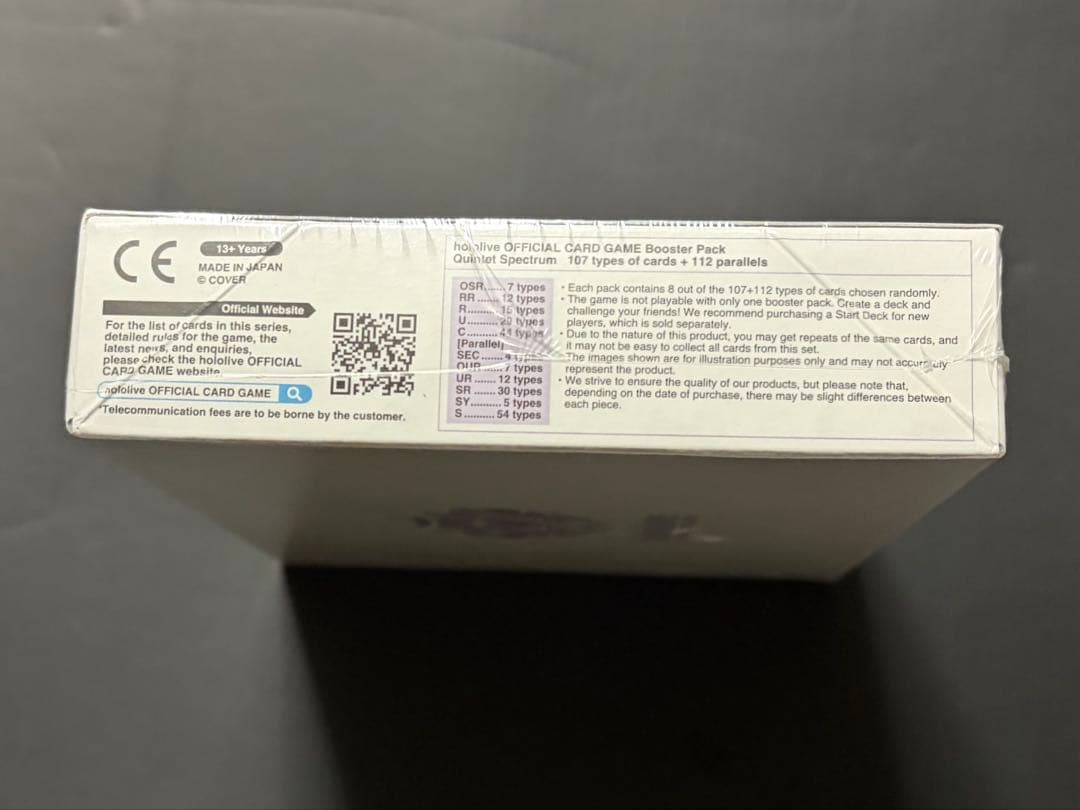 CE
13+ Years
MADE IN JAPAN
© COVER
Official Website
For the list of cards in this series,
detailed rules for the game, the
latest news, and enquiries,
please check the hololive OFFICIAL
CARD GAME website.
hololive OFFICIAL CARD GAME
*Telecommunication fees are to be borne by the customer.
hololive OFFICIAL CARD GAME Booster Pack
Quintet Spectrum 107 types of cards + 112 parallels
OSR...... 7 types
RR ....... 12 types
R.......... 15 types
U.......... 29 types
C.......... 44 types
[Parallel]
SEC ....... 4 types
OUR ...... 7 types
UR ....... 12 types
SR ....... 30 types
SY.......... 5 types
S.......... 54 types
・Each pack contains 8 out of the 107+112 types of cards chosen randomly.
・The game is not playable with only one booster pack. Create a deck and
challenge your friends! We recommend purchasing a Start Deck for new
players, which is sold separately.
・Due to the nature of this product, you may get repeats of the same cards, and
it may not be easy to collect all cards from this set.
・The images shown are for illustration purposes only and may not accurately
represent the product.
・We strive to ensure the quality of our products, but please note that,
depending on the date of purchase, there may be slight differences between
each piece.